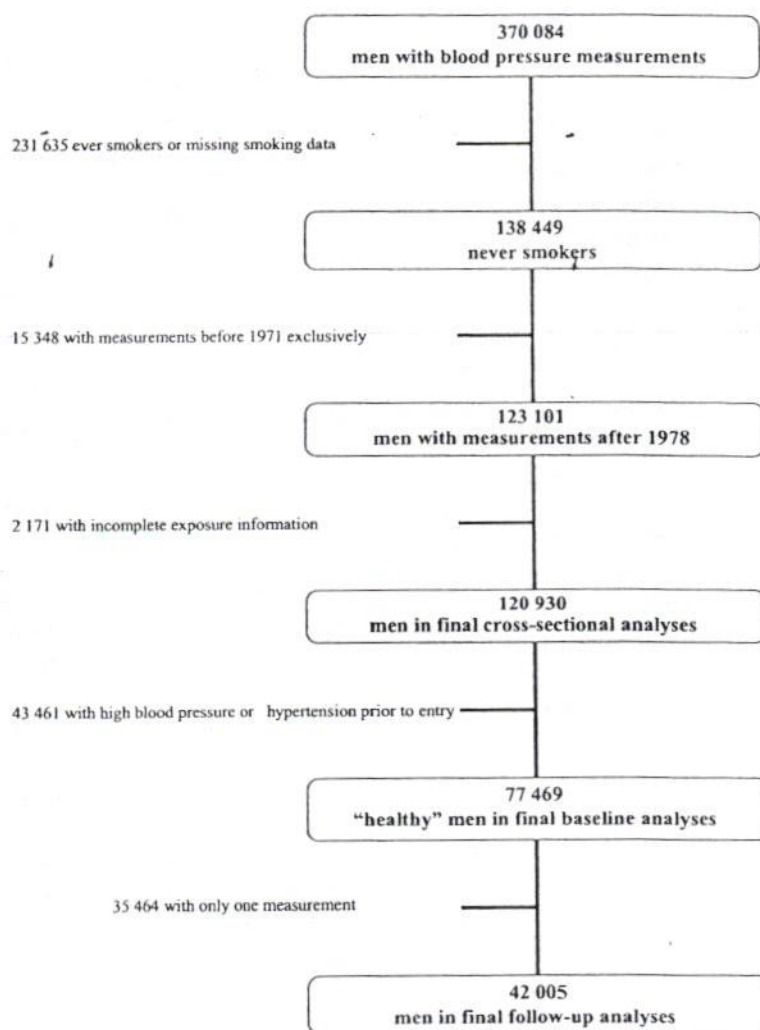 370 084
men with blood pressure measurements
231 635 ever smokers or missing smoking data
138 449
never smokers
15 348 with measurements before 1971 exclusively
123 101
men with measurements after 1978
2 171 with incomplete exposure information
120 930
men in final cross-sectional analyses
43 461 with high blood pressure or hypertension prior to entry
77 469
“healthy” men in final baseline analyses
35 464 with only one measurement
42 005
men in final follow-up analyses